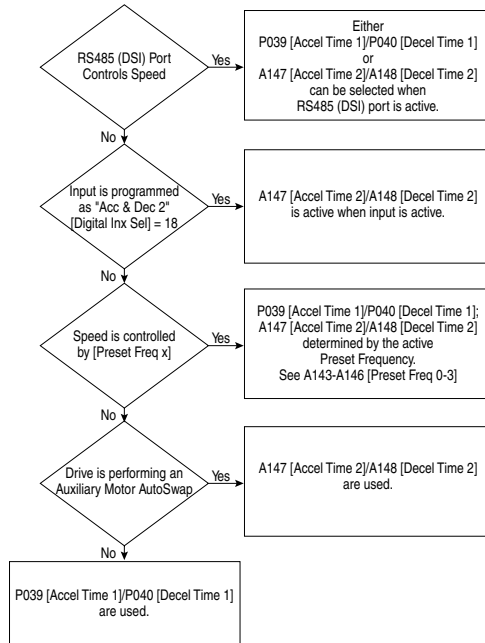 RS485 (DSI) Port
Controls Speed
Yes
Either
P039 [Accel Time 1]/P040 [Decel Time 1]
or
A147 [Accel Time 2]/A148 [Decel Time 2]
can be selected when
RS485 (DSI) port is active.
No
Input is programmed
as "Acc & Dec 2"
[Digital Inx Sel] = 18
Yes
A147 [Accel Time 2]/A148 [Decel Time 2]
is active when input is active.
No
Speed is controlled
by [Preset Freq x]
Yes
P039 [Accel Time 1]/P040 [Decel Time 1];
A147 [Accel Time 2]/A148 [Decel Time 2]
determined by the active
Preset Frequency.
See A143-A146 [Preset Freq 0-3]
No
Drive is performing an
Auxiliary Motor AutoSwap
Yes
A147 [Accel Time 2]/A148 [Decel Time 2]
are used.
No
P039 [Accel Time 1]/P040 [Decel Time 1]
are used.